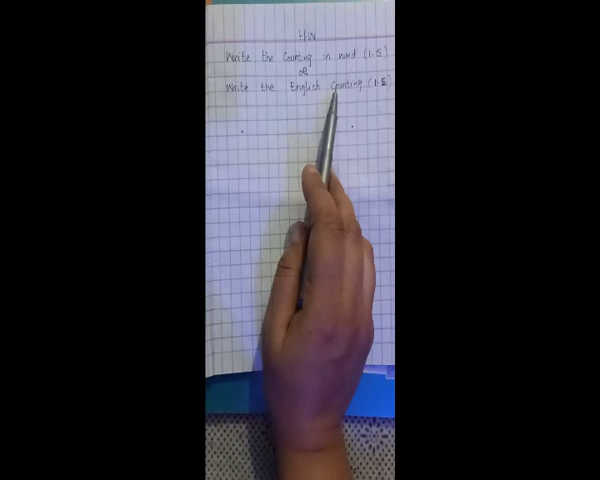 H.W
Write the Counting in word (1.5)
or
Write the English Counting (1.5)